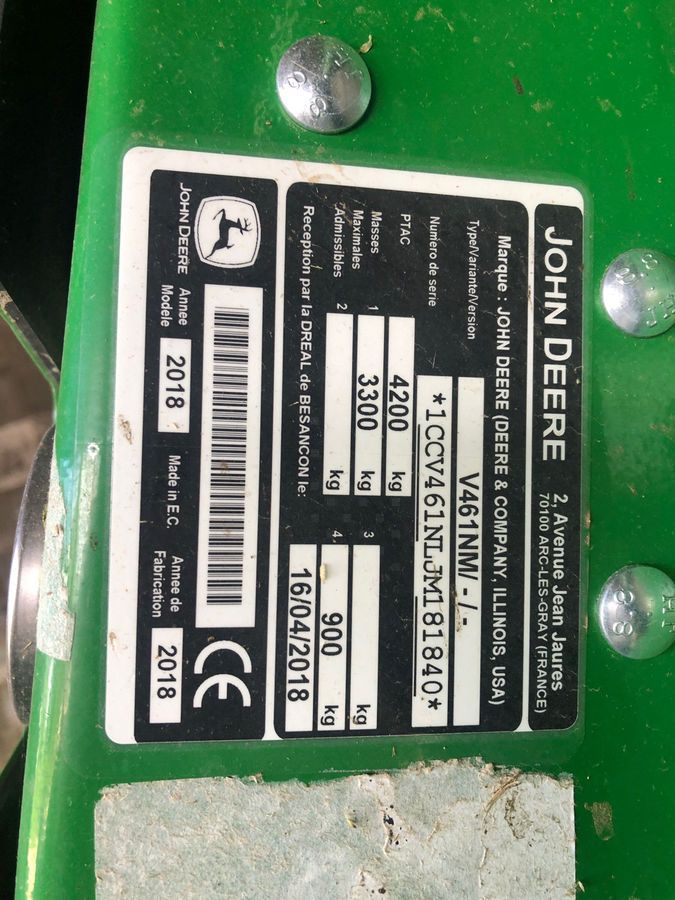 JOHN DEERE
2, Avenue Jean Jaures
70100 ARC-LES-GRAY (FRANCE)
Marque : JOHN DEERE (DEERE & COMPANY, ILLINOIS, USA)
Type/Variante/Version V461NM/-/-
Numero de serie *1CCV461NLJM181840*
PTAC 4200 kg
Masses Maximales Admissibles
1 3300 kg 3 kg
2 kg 4 900 kg
Reception par la DREAL de BESANCON le: 16/04/2018
JOHN DEERE
CE
Annee Modele 2018 Made in E.C. Annee de Fabrication 2018